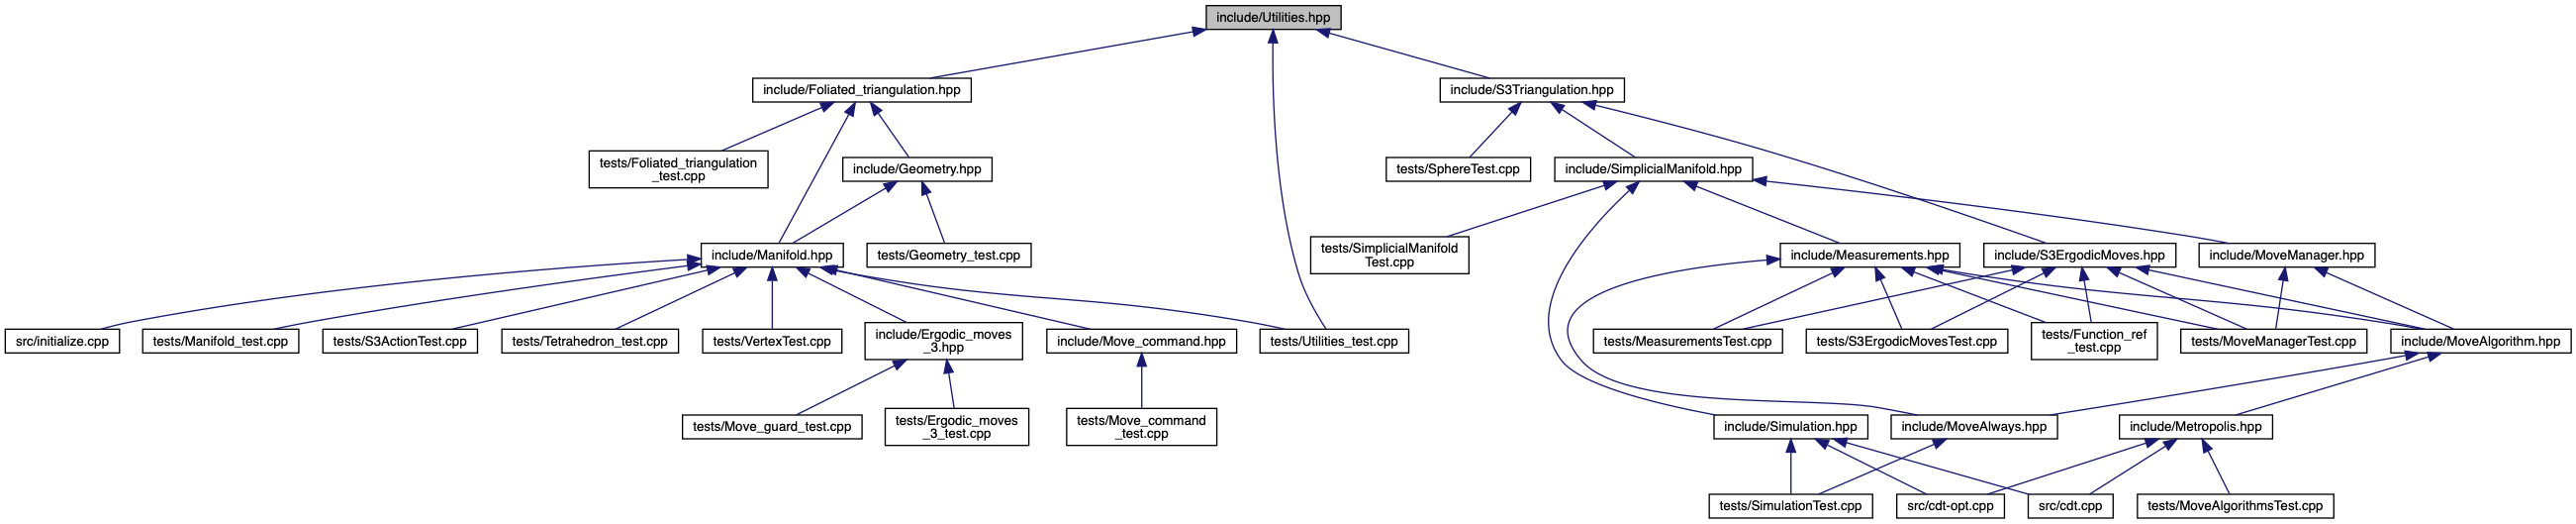 include/Utilities.hpp
include/Foliated_triangulation.hpp
include/S3Triangulation.hpp
tests/Foliated_triangulation
_test.cpp
include/Geometry.hpp
tests/SphereTest.cpp
include/SimplicialManifold.hpp
include/Manifold.hpp
tests/Geometry_test.cpp
tests/SimplicialManifold
Test.cpp
include/Measurements.hpp
include/S3ErgodicMoves.hpp
include/MoveManager.hpp
src/initialize.cpp
tests/Manifold_test.cpp
tests/S3ActionTest.cpp
tests/Tetrahedron_test.cpp
tests/VertexTest.cpp
include/Ergodic_moves
_3.hpp
include/Move_command.hpp
tests/Utilities_test.cpp
tests/MeasurementsTest.cpp
tests/S3ErgodicMovesTest.cpp
tests/Function_ref
_test.cpp
tests/MoveManagerTest.cpp
include/MoveAlgorithm.hpp
tests/Move_guard_test.cpp
tests/Ergodic_moves
_3_test.cpp
tests/Move_command
_test.cpp
include/Simulation.hpp
include/MoveAlways.hpp
include/Metropolis.hpp
tests/SimulationTest.cpp
src/cdt-opt.cpp
src/cdt.cpp
tests/MoveAlgorithmsTest.cpp